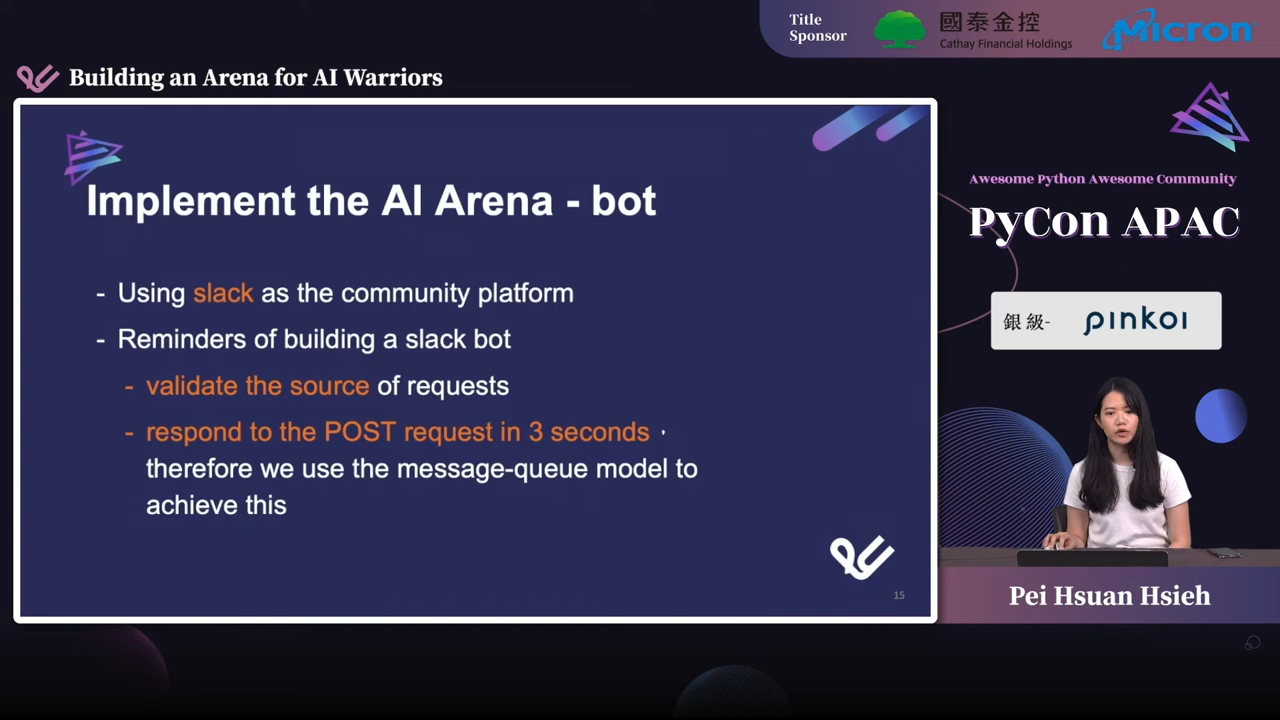 Title
Sponsor
國泰金控
Cathay Financial Holdings
Micron
Building an Arena for AI Warriors
Implement the AI Arena - bot
- Using slack as the community platform
- Reminders of building a slack bot
- validate the source of requests
- respond to the POST request in 3 seconds ,
therefore we use the message-queue model to
achieve this
15
Awesome Python Awesome Community
PyCon APAC
銀級- pinkoi
Pei Hsuan Hsieh